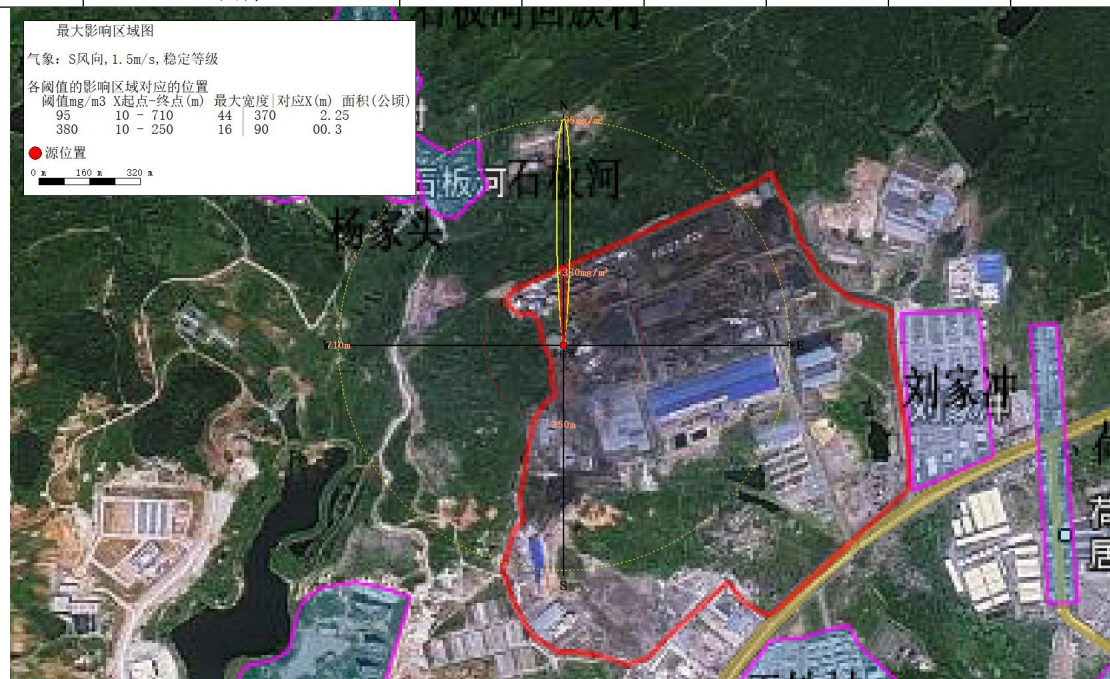 石板河回族村
最大影响区域图
气象: S风向,1.5m/s,稳定等级
各阈值的影响区域对应的位置
阈值mg/m3 X起点-终点(m) 最大宽度|对应X(m) 面积(公顷)
95 10 - 710 44 | 370 2.25
380 10 - 250 16 | 90 00.3
源位置
0 m 160 m 320 m
N
95mg/m³
石板河
石板河
杨家头
380mg/m³
710m
E
源位置
刘家冲
250m
S